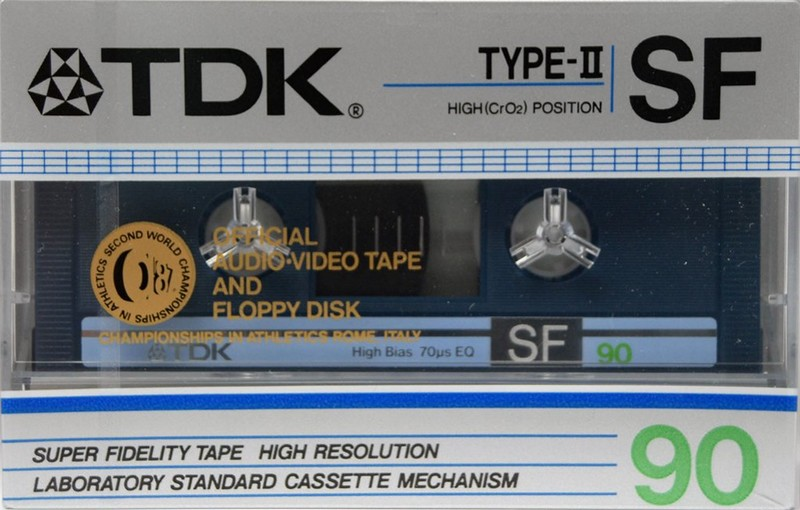 TDK®
TYPE-II
HIGH (CrO2) POSITION
SF
SECOND WORLD CHAMPIONSHIPS IN ATHLETICS
'87
OFFICIAL
AUDIO·VIDEO TAPE
AND
FLOPPY DISK
CHAMPIONSHIPS IN ATHLETICS ROME, ITALY
TDK
High Bias 70µs EQ
SF
90
SUPER FIDELITY TAPE HIGH RESOLUTION
LABORATORY STANDARD CASSETTE MECHANISM
90